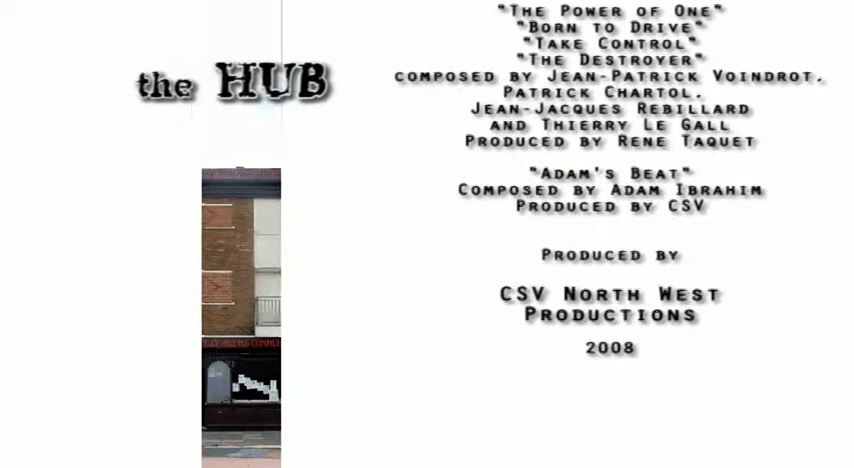 the HUB
"The Power of One"
"Born to Drive"
"Take Control"
"The Destroyer"
composed by Jean-Patrick Voindrot,
Patrick Chartol,
Jean-Jacques Rebillard
and Thierry Le Gall
Produced by Rene Taquet
"Adam's Beat"
Composed by Adam Ibrahim
Produced by CSV
Produced by
CSV North West
Productions
2008